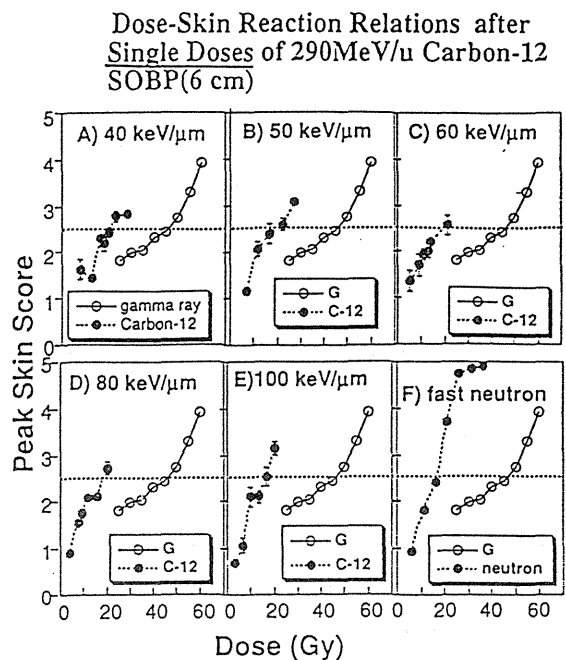 Dose-Skin Reaction Relations after
Single Doses of 290MeV/u Carbon-12
SOBP(6 cm)
Peak Skin Score
5
4
3
2
1
0
A) 40 keV/μm
gamma ray
Carbon-12
B) 50 keV/μm
G
C-12
C) 60 keV/μm
G
C-12
5
4
3
2
1
0
D) 80 keV/μm
G
C-12
E)100 keV/μm
G
C-12
F) fast neutron
G
neutron
0 20 40 60
0 20 40 60
0 20 40 60
Dose (Gy)